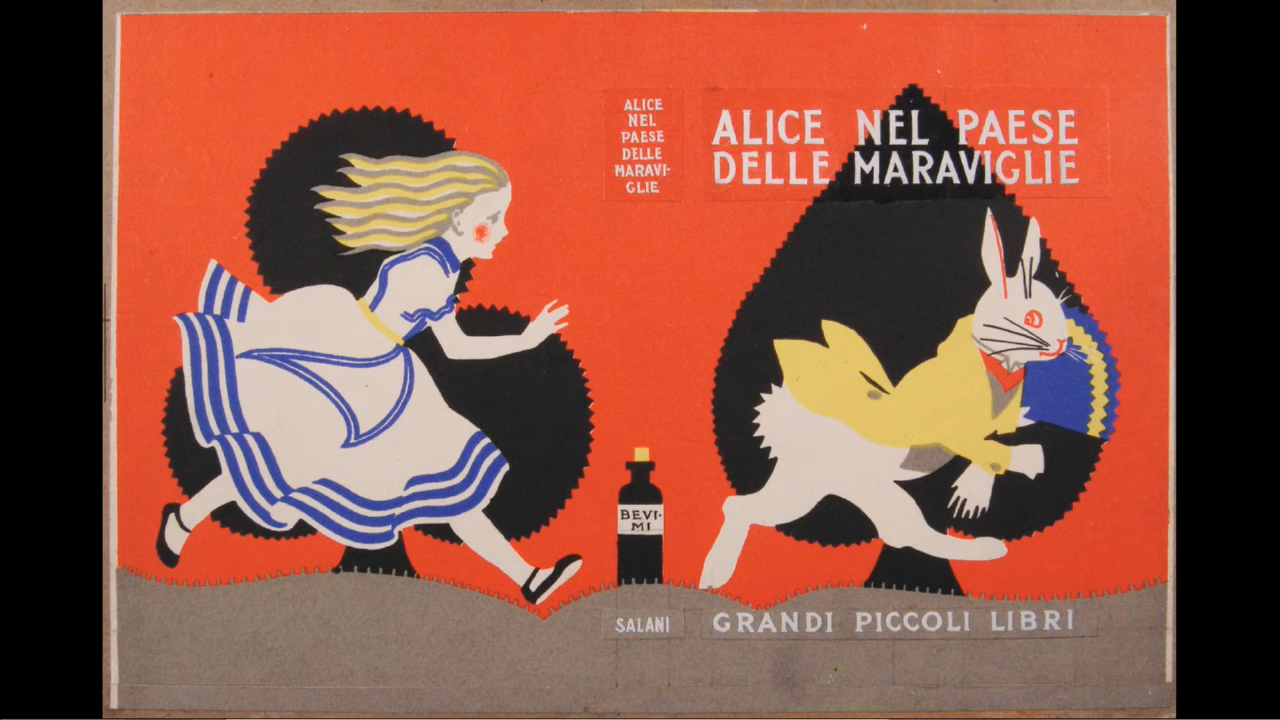 ALICE
NEL
PAESE
DELLE
MARAVI-
GLIE
ALICE NEL PAESE
DELLE MARAVIGLIE
BEVI-
MI
SALANI
GRANDI PICCOLI LIBRI